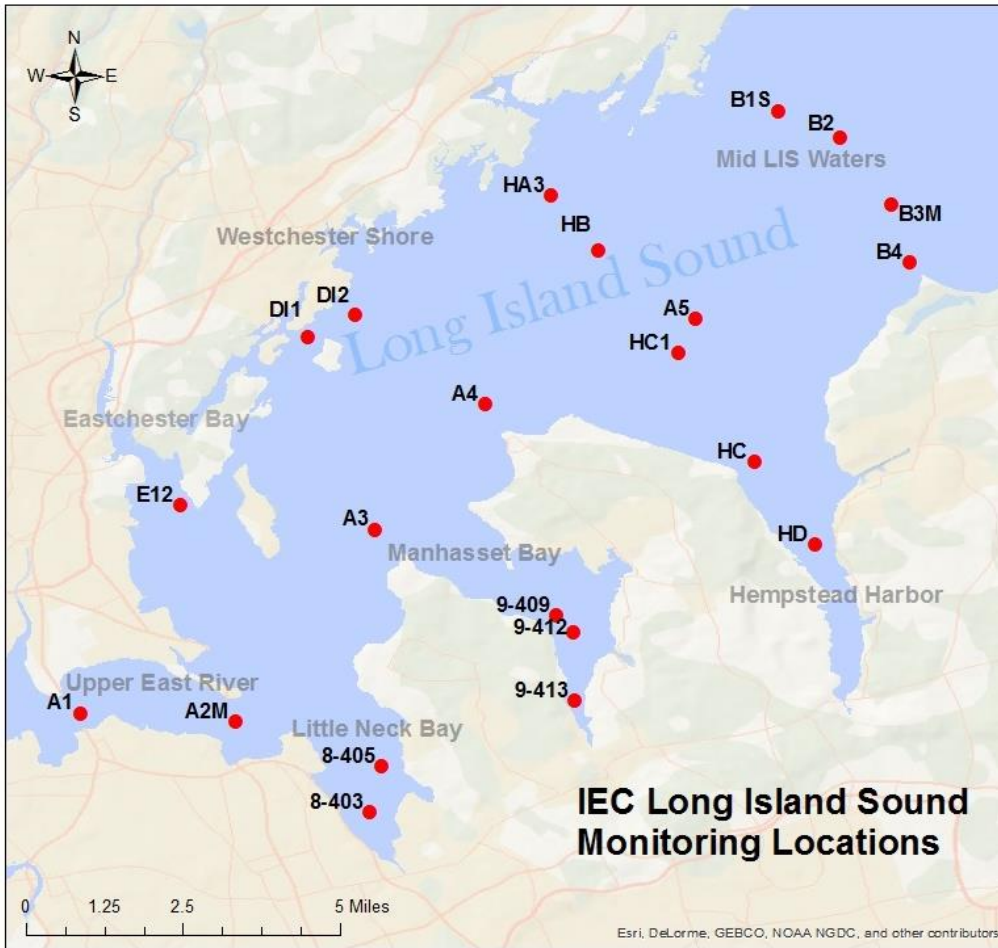 N
W E
S
B1S
B2
Mid LIS Waters
HA3
B3M
HB
Westchester Shore
B4
Long Island Sound
DI2
DI1
A5
HC1
A4
Eastchester Bay
HC
E12
A3
Manhasset Bay
HD
Hempstead Harbor
9-409
9-412
Upper East River
9-413
A1
A2M
Little Neck Bay
8-405
8-403
IEC Long Island Sound
Monitoring Locations
0 1.25 2.5 5 Miles
Esri, DeLorme, GEBCO, NOAA NGDC, and other contributors